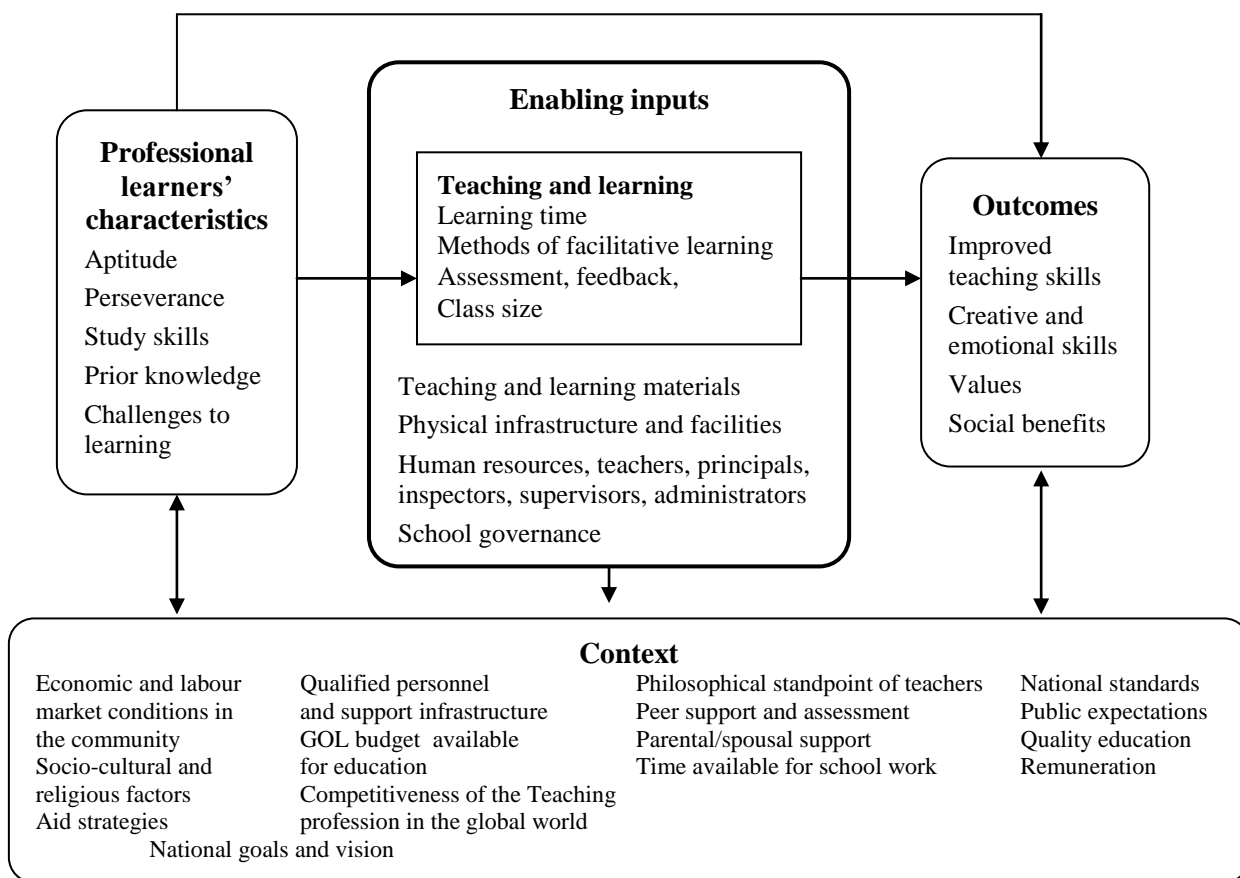 Professional
learners’
characteristics
Aptitude
Perseverance
Study skills
Prior knowledge
Challenges to
learning
Enabling inputs
Teaching and learning
Learning time
Methods of facilitative learning
Assessment, feedback,
Class size
Teaching and learning materials
Physical infrastructure and facilities
Human resources, teachers, principals,
inspectors, supervisors, administrators
School governance
Outcomes
Improved
teaching skills
Creative and
emotional skills
Values
Social benefits
Context
Economic and labour
market conditions in
the community
Socio-cultural and
religious factors
Aid strategies
Qualified personnel
and support infrastructure
GOL budget available
for education
Competitiveness of the Teaching
profession in the global world
Philosophical standpoint of teachers
Peer support and assessment
Parental/spousal support
Time available for school work
National standards
Public expectations
Quality education
Remuneration
National goals and vision